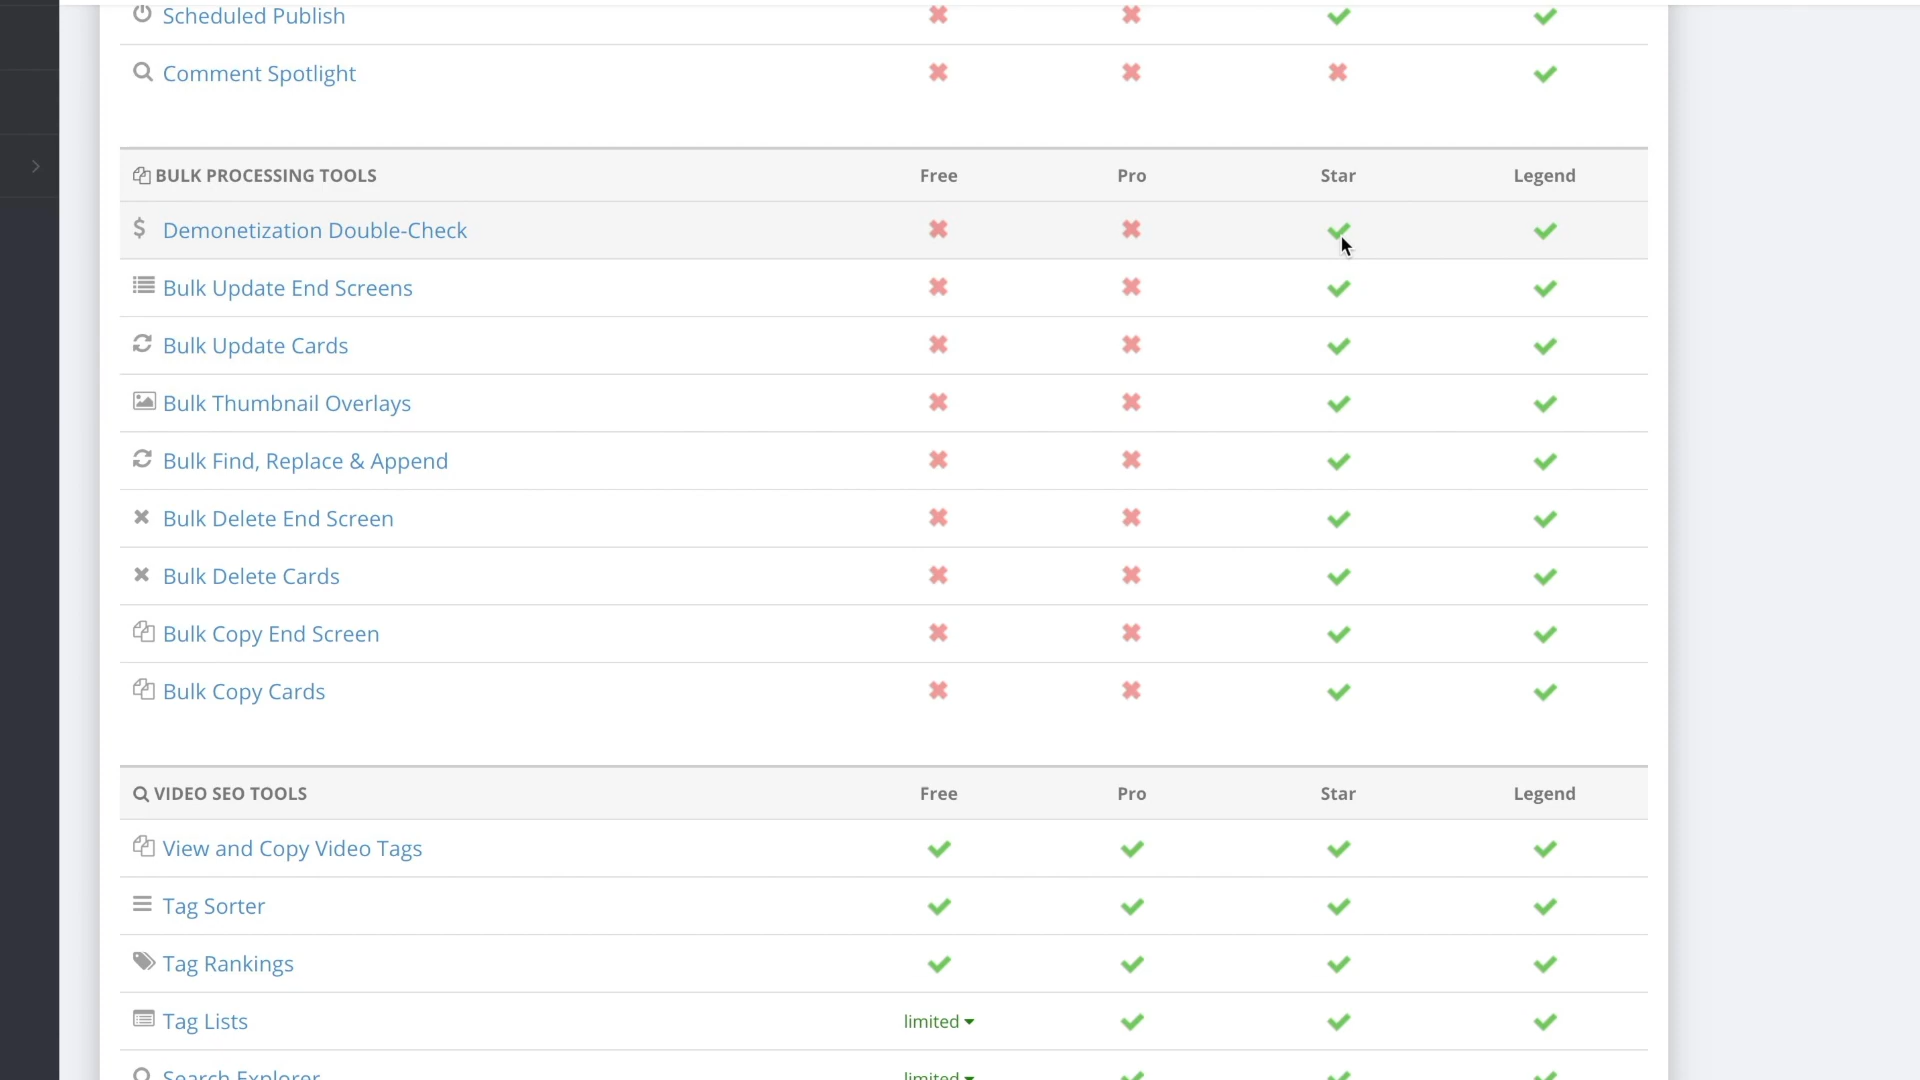 Scheduled Publish
Comment Spotlight
BULK PROCESSING TOOLS Free Pro Star Legend
Demonetization Double-Check
Bulk Update End Screens
Bulk Update Cards
Bulk Thumbnail Overlays
Bulk Find, Replace & Append
Bulk Delete End Screen
Bulk Delete Cards
Bulk Copy End Screen
Bulk Copy Cards
VIDEO SEO TOOLS Free Pro Star Legend
View and Copy Video Tags
Tag Sorter
Tag Rankings
Tag Lists limited
Search Explorer limited